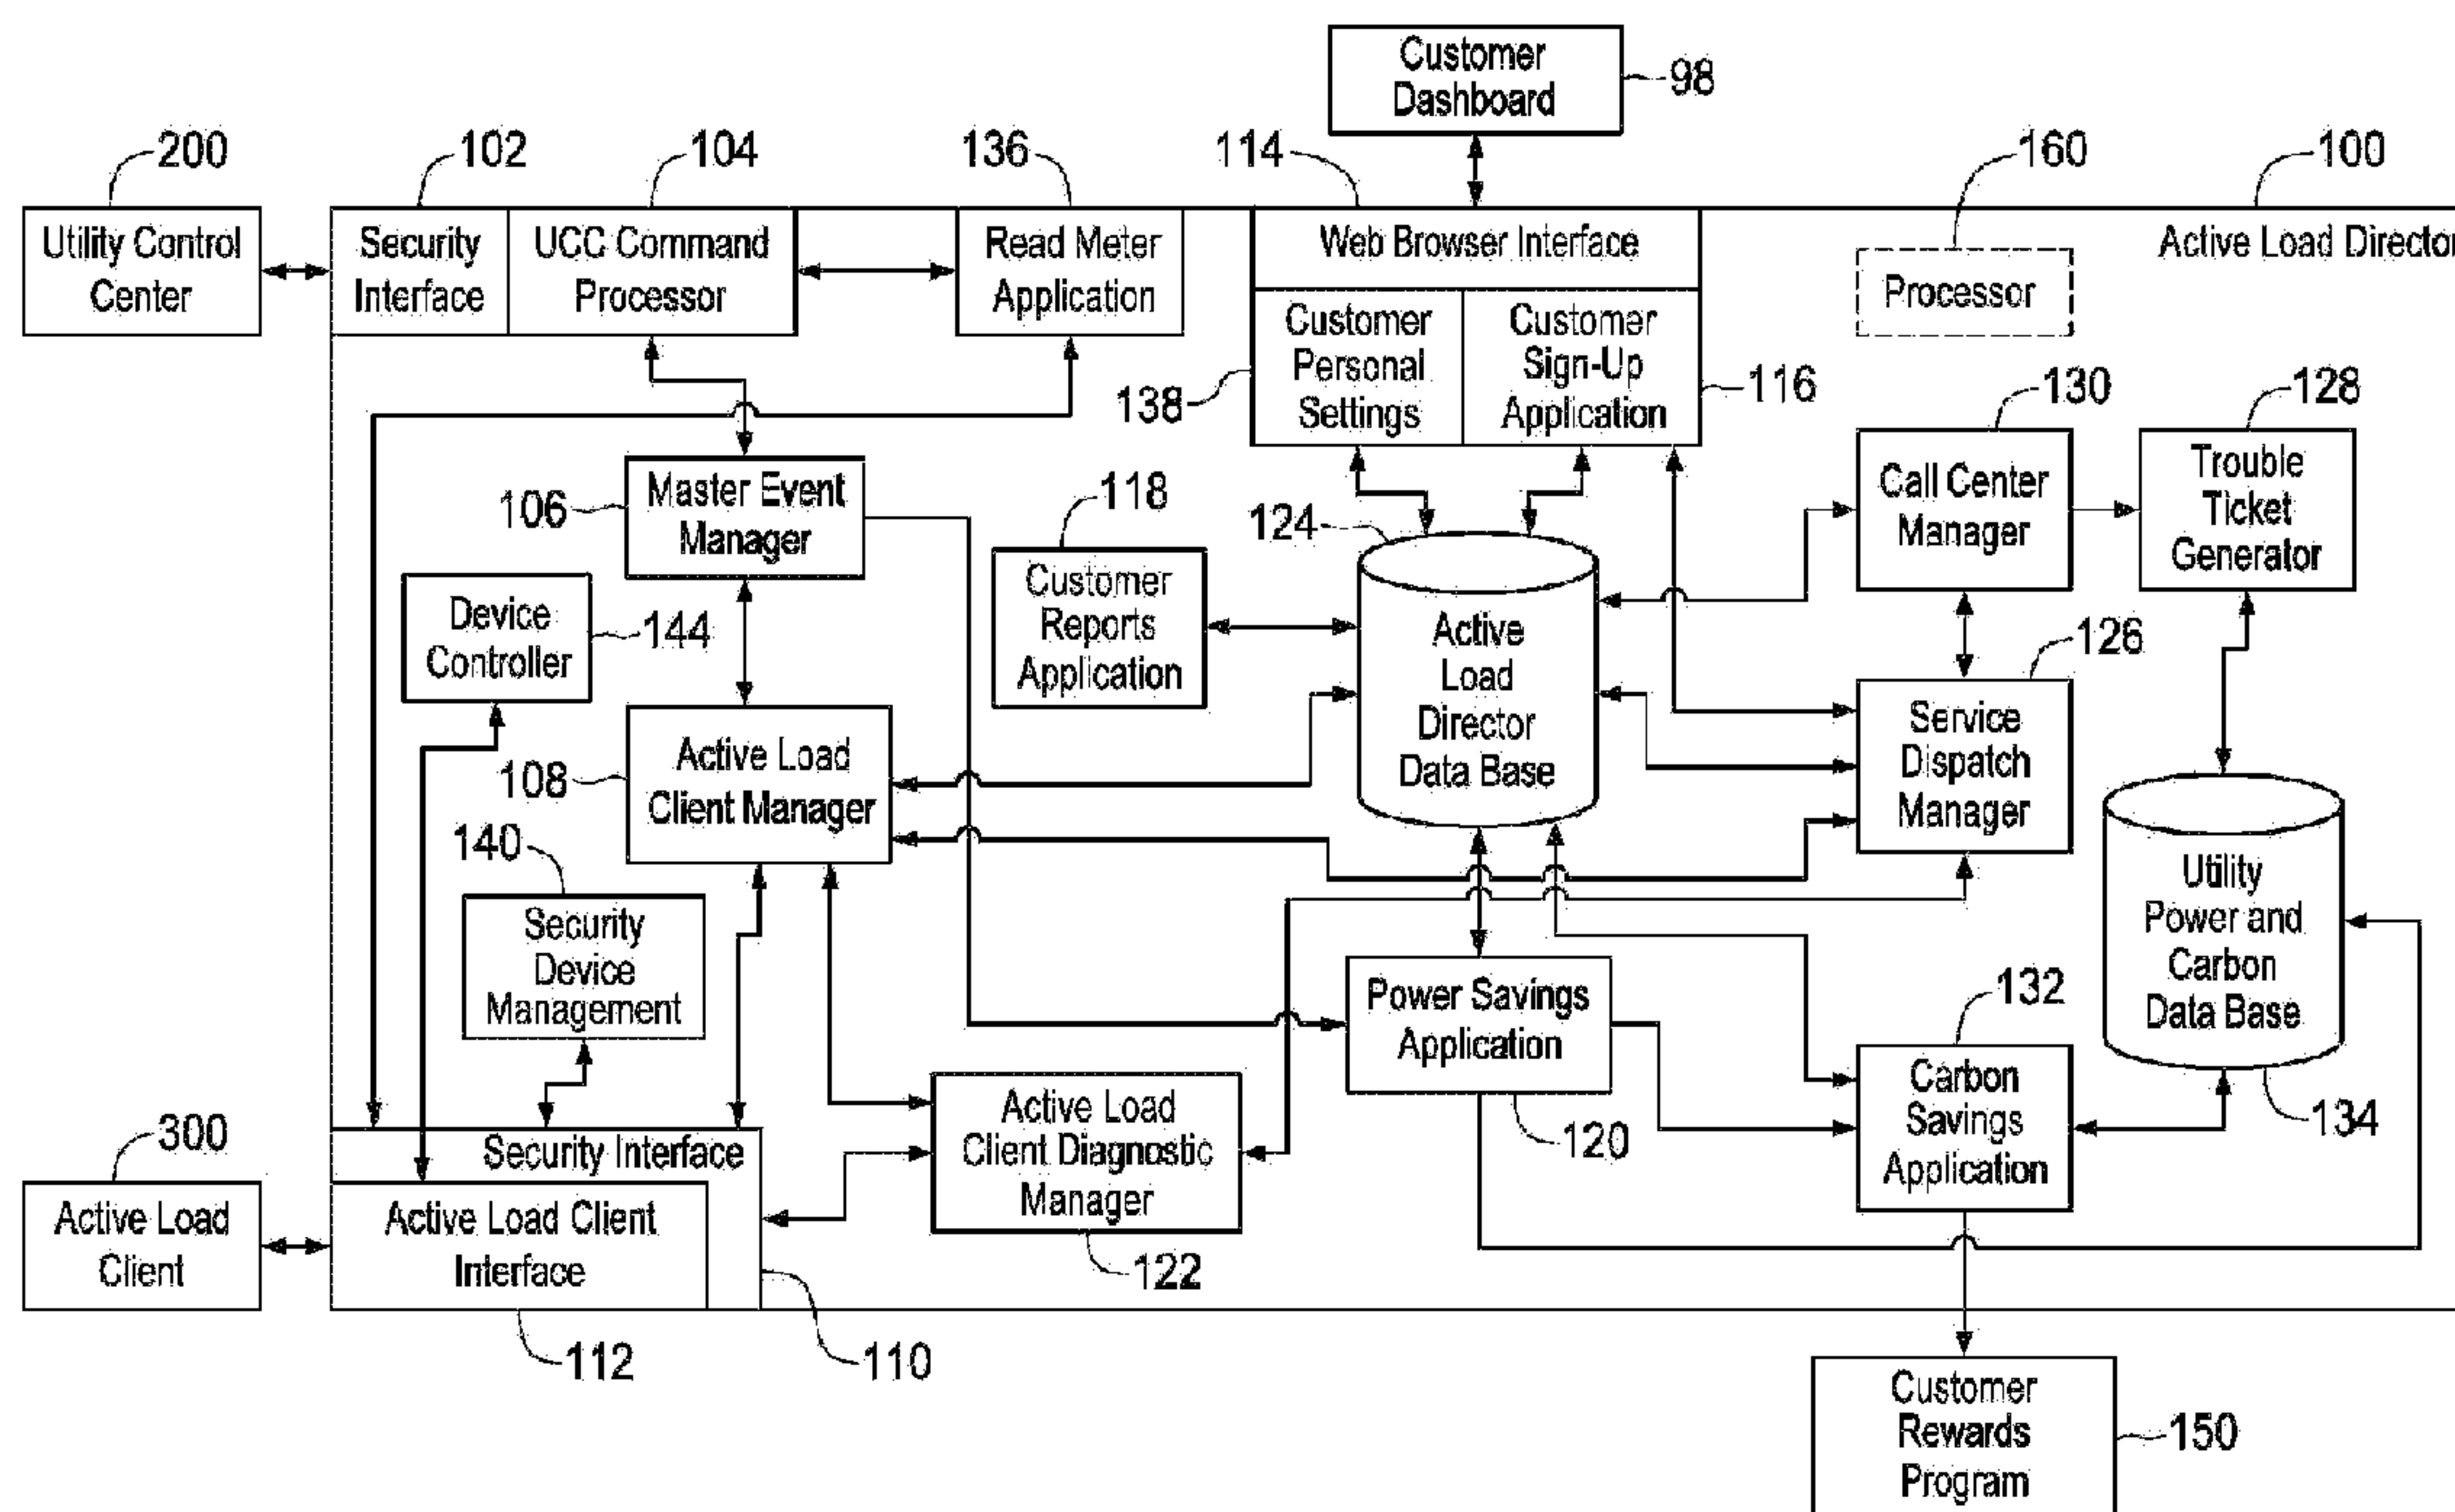 Customer
Dashboard
98
200
102
104
136
114
160
100
Utility Control
Center
Security
Interface
UCC Command
Processor
Read Meter
Application
Web Browser Interface
Processor
Active Load Director
Customer
Personal
Settings
Customer
Sign-Up
Application
138
116
130
128
106
Master Event
Manager
118
124
Call Center
Manager
Trouble
Ticket
Generator
Device
Controller
144
Customer
Reports
Application
Active
Load
Director
Data Base
126
108
Active Load
Client Manager
Service
Dispatch
Manager
140
Security
Device
Management
Utility
Power and
Carbon
Data Base
Power Savings
Application
132
300
Security Interface
Active Load
Client Diagnostic
Manager
120
Carbon
Savings
Application
134
Active Load
Client
Active Load Client
Interface
122
112
110
Customer
Rewards
Program
150